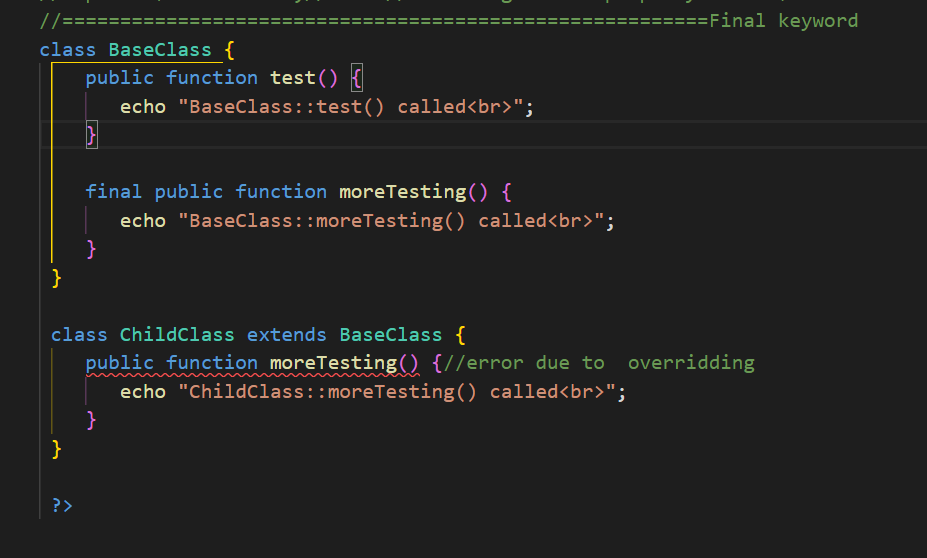 //=========================================================Final keyword
class BaseClass {
public function test() {
echo "BaseClass::test() called<br>";
}
final public function moreTesting() {
echo "BaseClass::moreTesting() called<br>";
}
}
class ChildClass extends BaseClass {
public function moreTesting() {//error due to  overridding
echo "ChildClass::moreTesting() called<br>";
}
}
?>